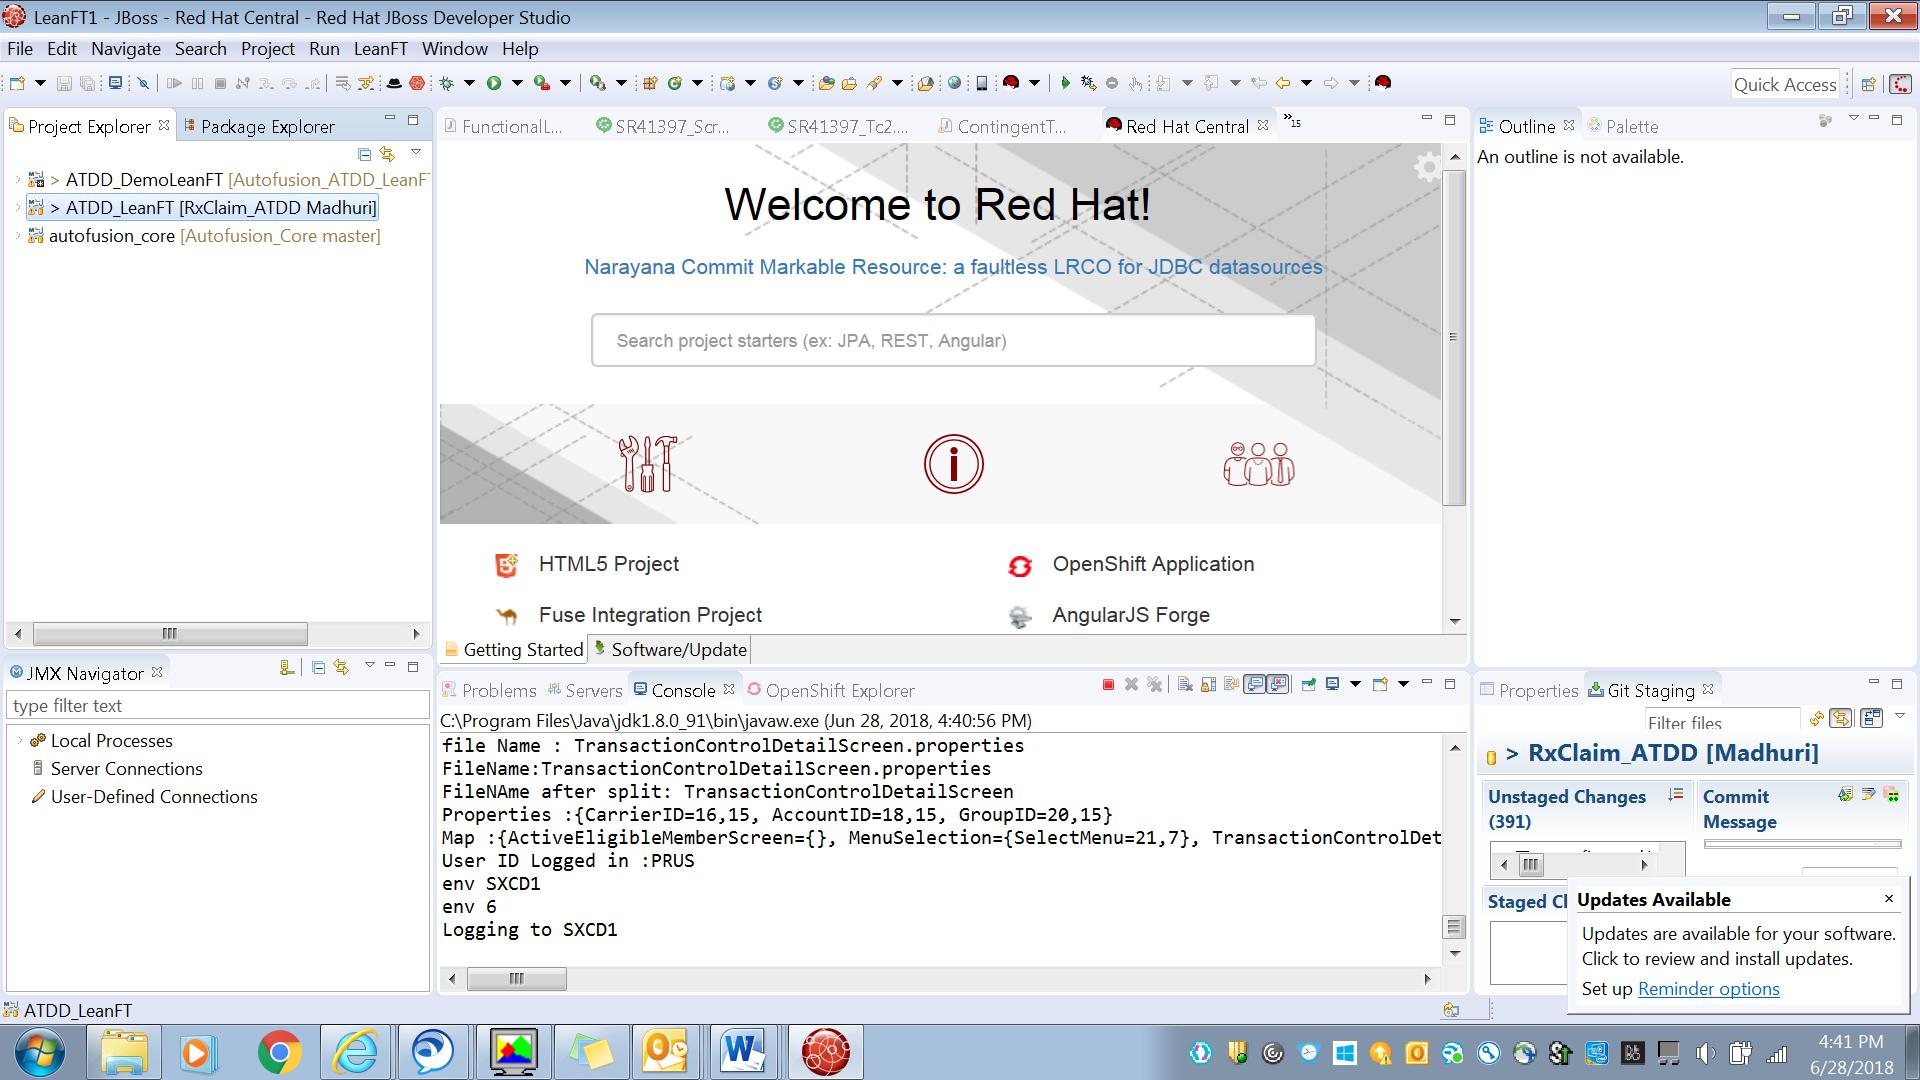 LeanFT1 - JBoss - Red Hat Central - Red Hat JBoss Developer Studio
File Edit Navigate Search Project Run LeanFT Window Help
Quick Access
Project Explorer Package Explorer
> ATDD_DemoLeanFT [Autofusion_ATDD_LeanF
> ATDD_LeanFT [RxClaim_ATDD Madhuri]
autofusion_core [Autofusion_Core master]
FunctionalL... SR41397_Scr... SR41397_Tc2.... ContingentT... Red Hat Central »15
Welcome to Red Hat!
Narayana Commit Markable Resource: a faultless LRCO for JDBC datasources
Search project starters (ex: JPA, REST, Angular)
HTML5 Project
OpenShift Application
Fuse Integration Project
AngularJS Forge
Getting Started Software/Update
Outline Palette
An outline is not available.
JMX Navigator
type filter text
Local Processes
Server Connections
User-Defined Connections
Problems Servers Console OpenShift Explorer
C:\Program Files\Java\jdk1.8.0_91\bin\javaw.exe (Jun 28, 2018, 4:40:56 PM)
file Name : TransactionControlDetailScreen.properties
FileName:TransactionControlDetailScreen.properties
FileNAme after split: TransactionControlDetailScreen
Properties :{CarrierID=16,15, AccountID=18,15, GroupID=20,15}
Map :{ActiveEligibleMemberScreen={}, MenuSelection={SelectMenu=21,7}, TransactionControlDet
User ID Logged in :PRUS
env SXCD1
env 6
Logging to SXCD1
Properties Git Staging
Filter files
> RxClaim_ATDD [Madhuri]
Unstaged Changes
(391)
Commit
Message
Staged Cl
Updates Available
Updates are available for your software.
Click to review and install updates.
Set up Reminder options
ATDD_LeanFT
4:41 PM
6/28/2018